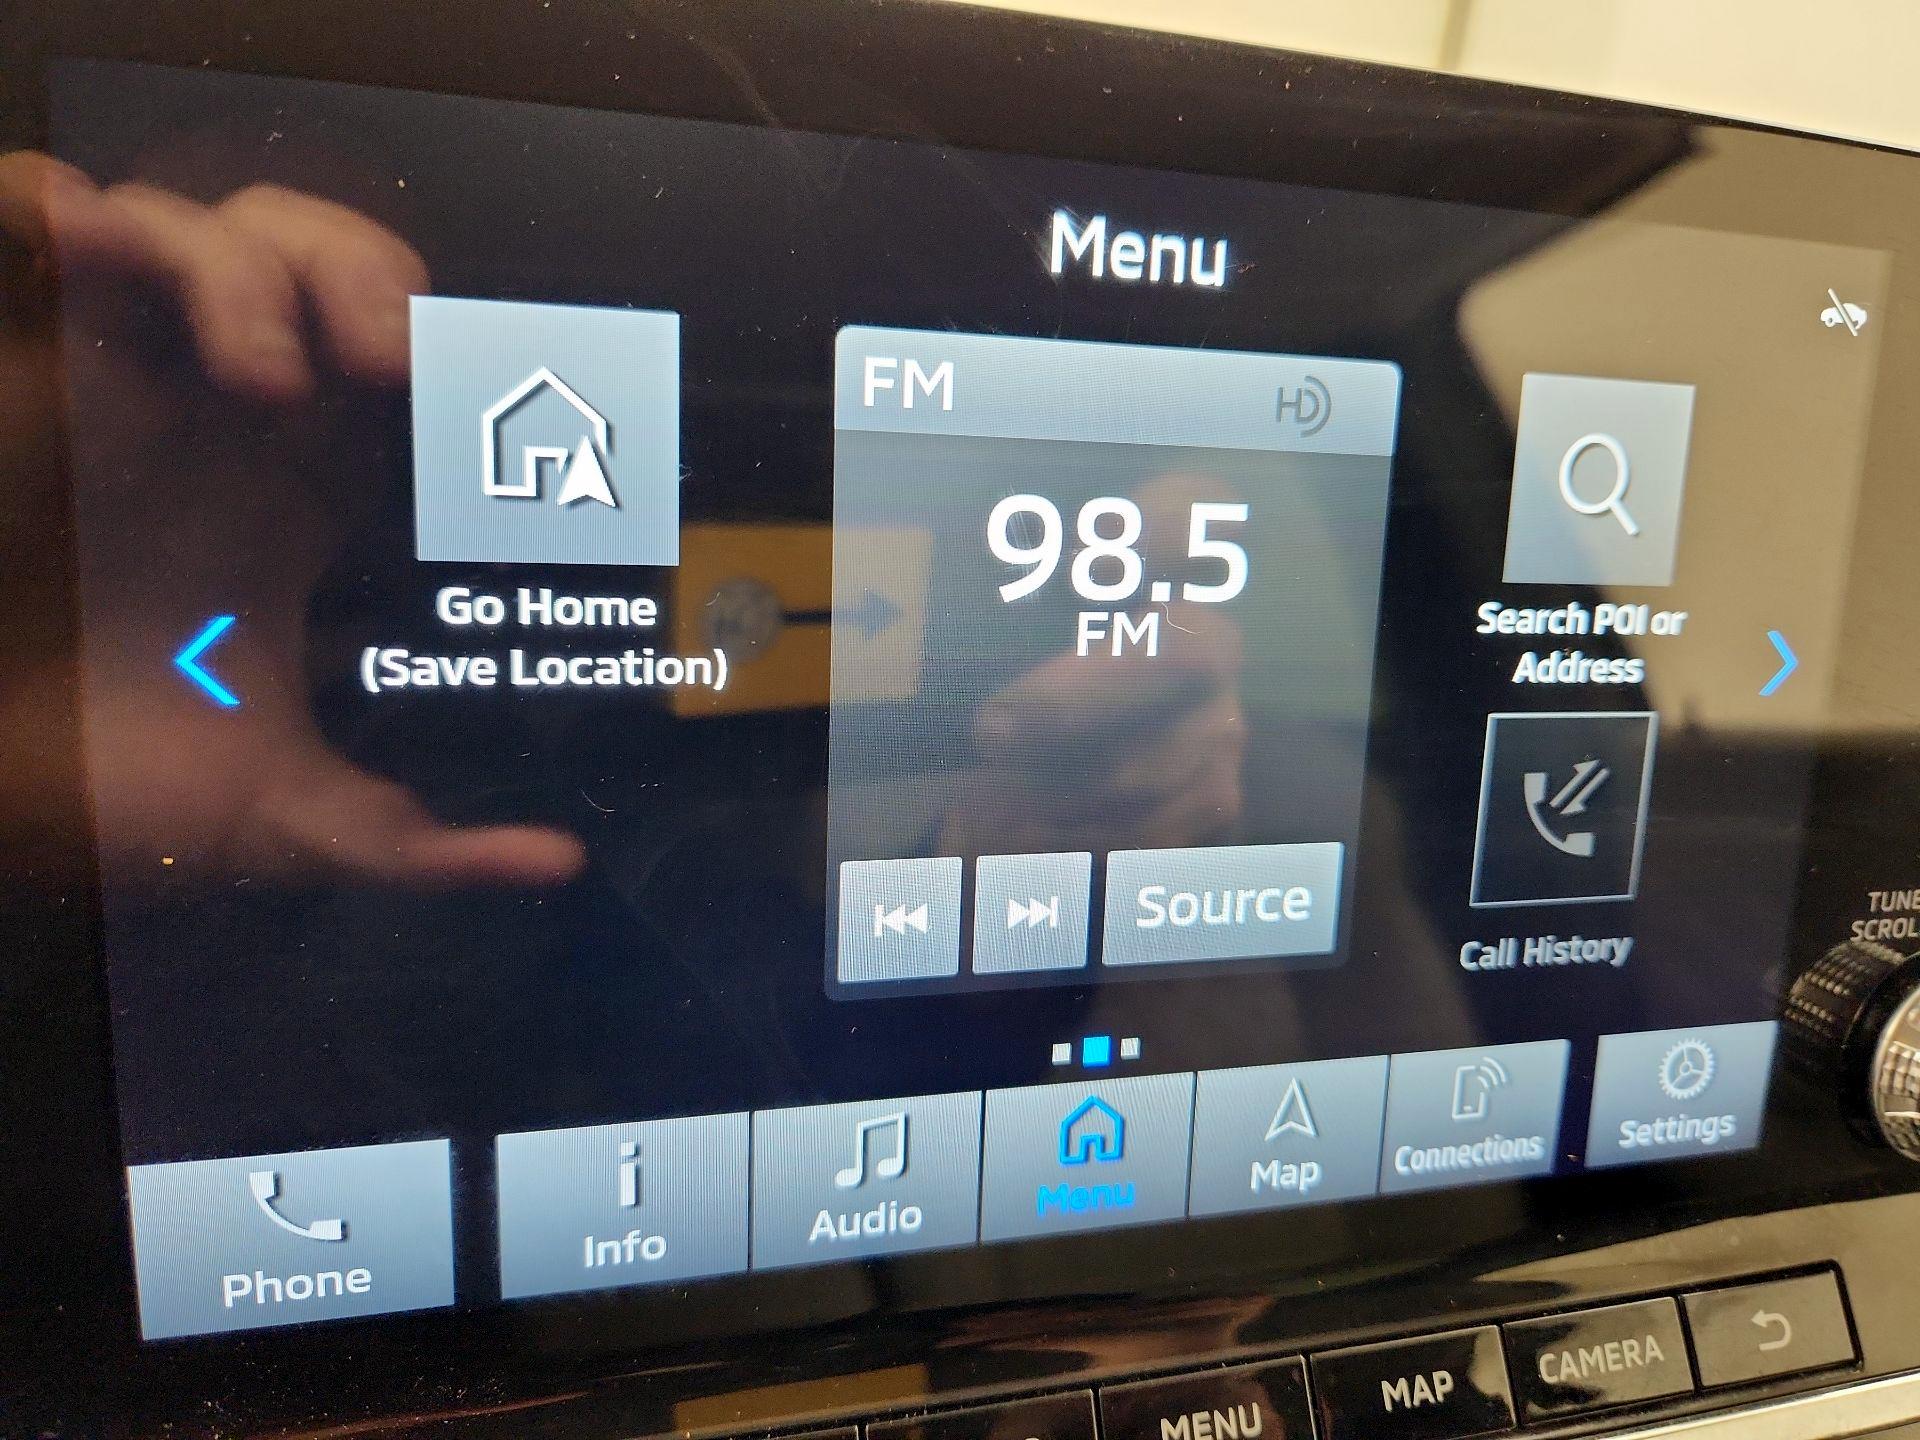 Menu
Go Home
(Save Location)
FM
HD
98.5
FM
Source
Search POI or
Address
Call History
Phone
Info
Audio
Menu
Map
Connections
Settings
TUNE
SCROL
MENU
MAP
CAMERA